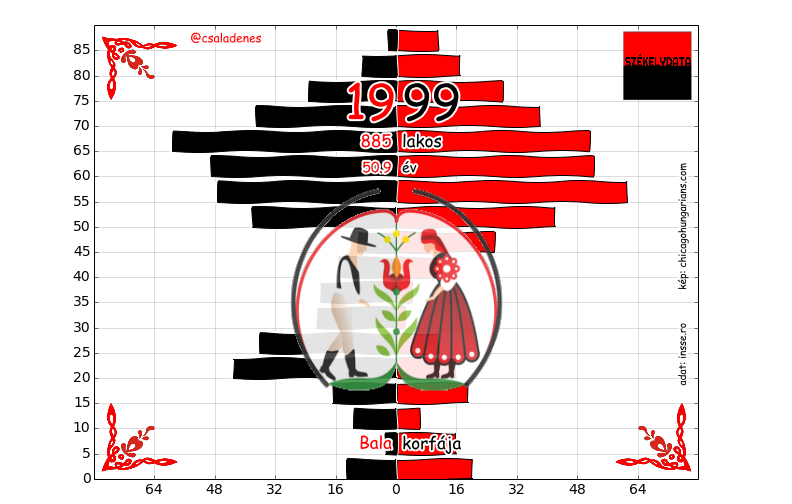 @csaladenes
SZÉKELYDATA
1999
885 lakos
50.9 év
kép: chicagohungarians.com
adat: insse.ro
Bala korfája
85
80
75
70
65
60
55
50
45
40
35
30
25
20
15
10
5
0
64 48 32 16 0 16 32 48 64